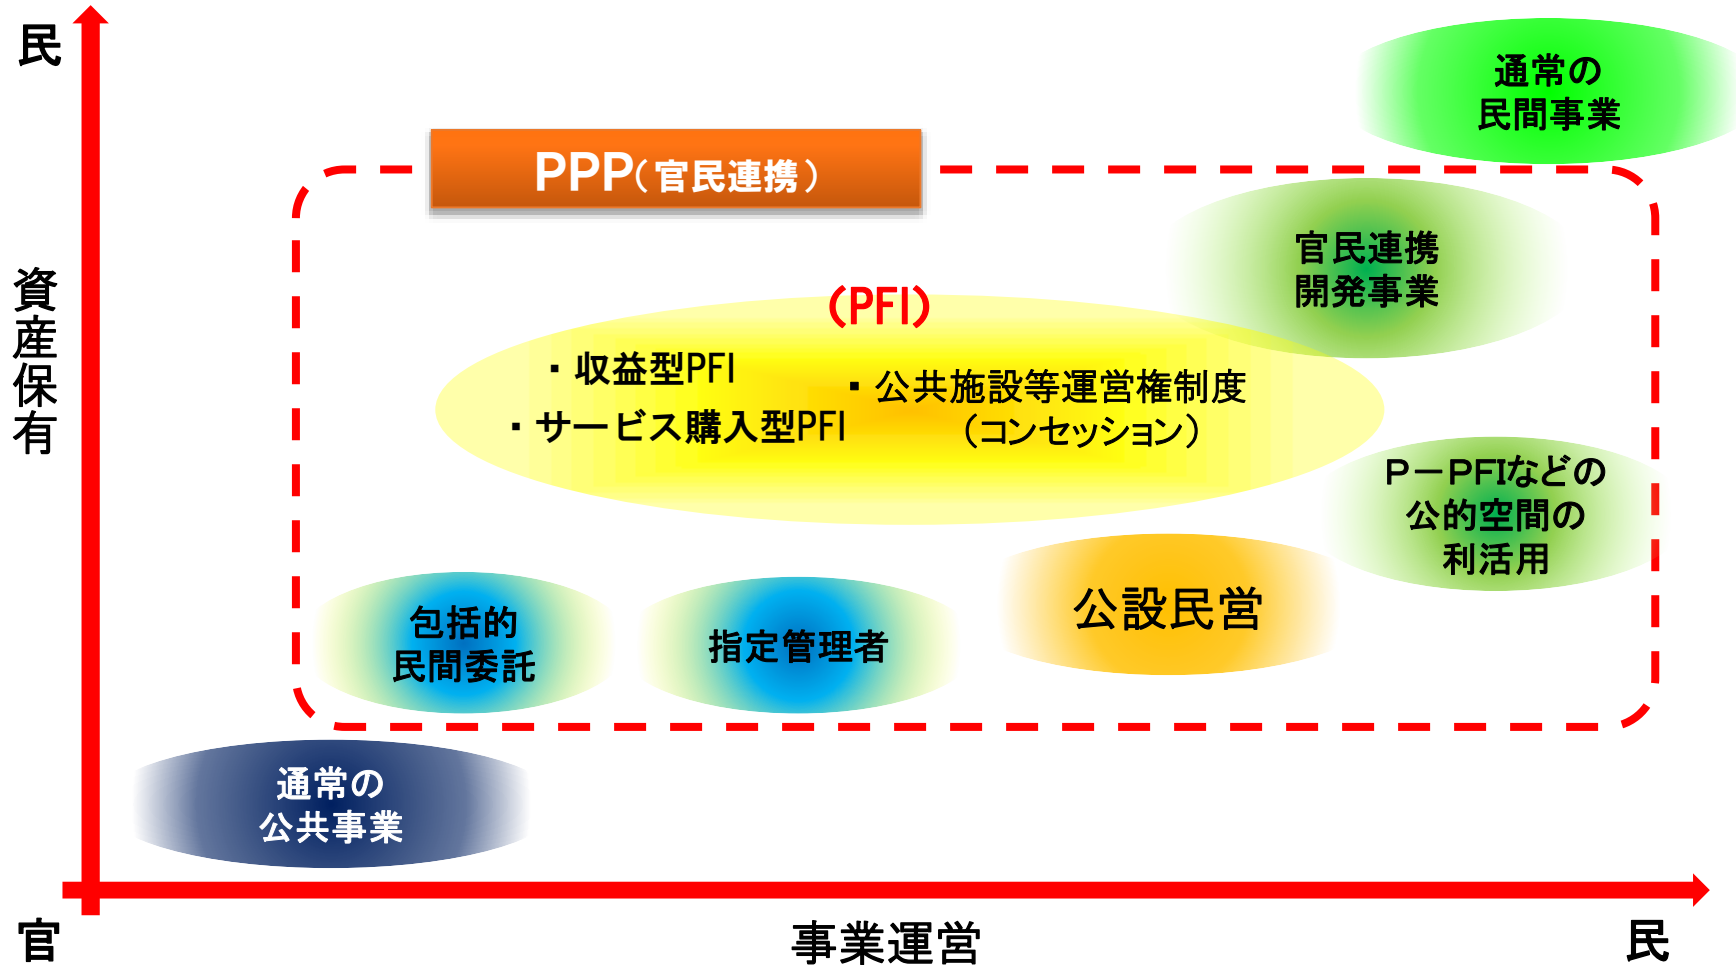 民
通常の
民間事業
PPP(官民連携)
官民連携
開発事業
資産保有
(PFI)
・収益型PFI
・サービス購入型PFI
・公共施設等運営権制度
(コンセッション)
P－PFIなどの
公的空間の
利活用
包括的
民間委託
指定管理者
公設民営
通常の
公共事業
官
事業運営
民